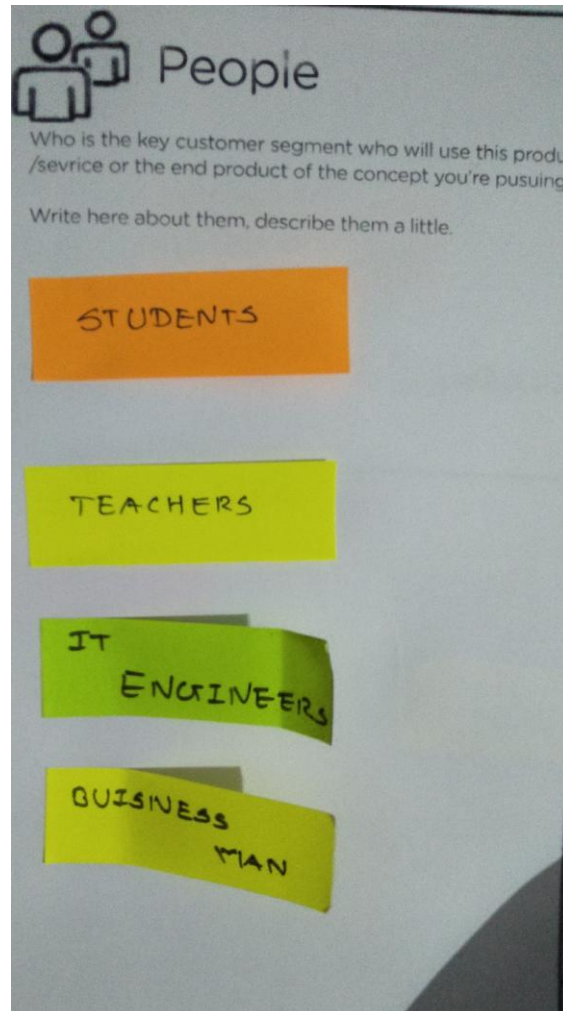 People
Who is the key customer segment who will use this produ
/sevrice or the end product of the concept you're pusuing
Write here about them, describe them a little.
STUDENTS
TEACHERS
IT
ENGINEERS
BUISNESS
MAN